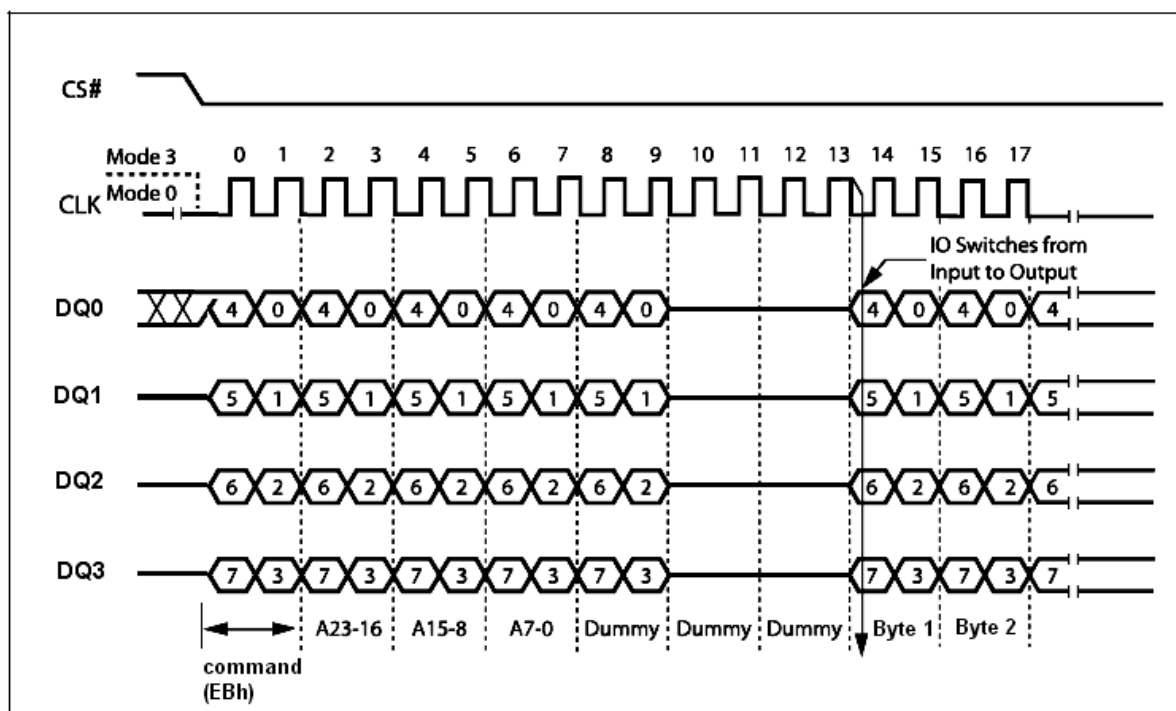 CS#
Mode 3
0 1 2 3 4 5 6 7 8 9 10 11 12 13 14 15 16 17
Mode 0
CLK
IO Switches from
Input to Output
DQ0 4 0 4 0 4 0 4 0 4 0 4 0 4 0 4
DQ1 5 1 5 1 5 1 5 1 5 1 5 1 5 1 5
DQ2 6 2 6 2 6 2 6 2 6 2 6 2 6 2 6
DQ3 7 3 7 3 7 3 7 3 7 3 7 3 7 3 7
A23-16 A15-8 A7-0 Dummy Dummy Dummy Byte 1 Byte 2
command
(EBh)